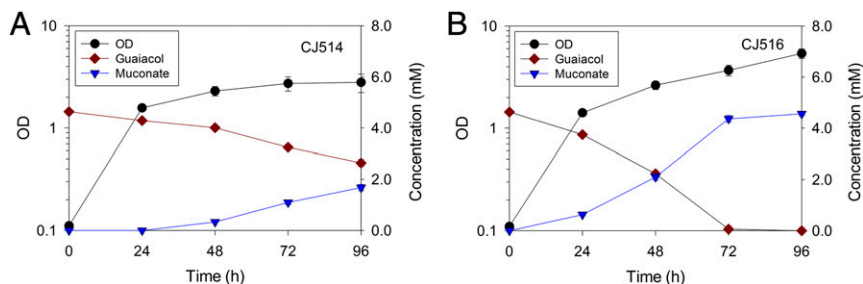 A
10
1
0.1
OD
OD
Guaiacol
Muconate
CJ514
8.0
6.0
4.0
2.0
0.0
Concentration (mM)
0 24 48 72 96
Time (h)
B
10
1
0.1
OD
OD
Guaiacol
Muconate
CJ516
8.0
6.0
4.0
2.0
0.0
Concentration (mM)
0 24 48 72 96
Time (h)